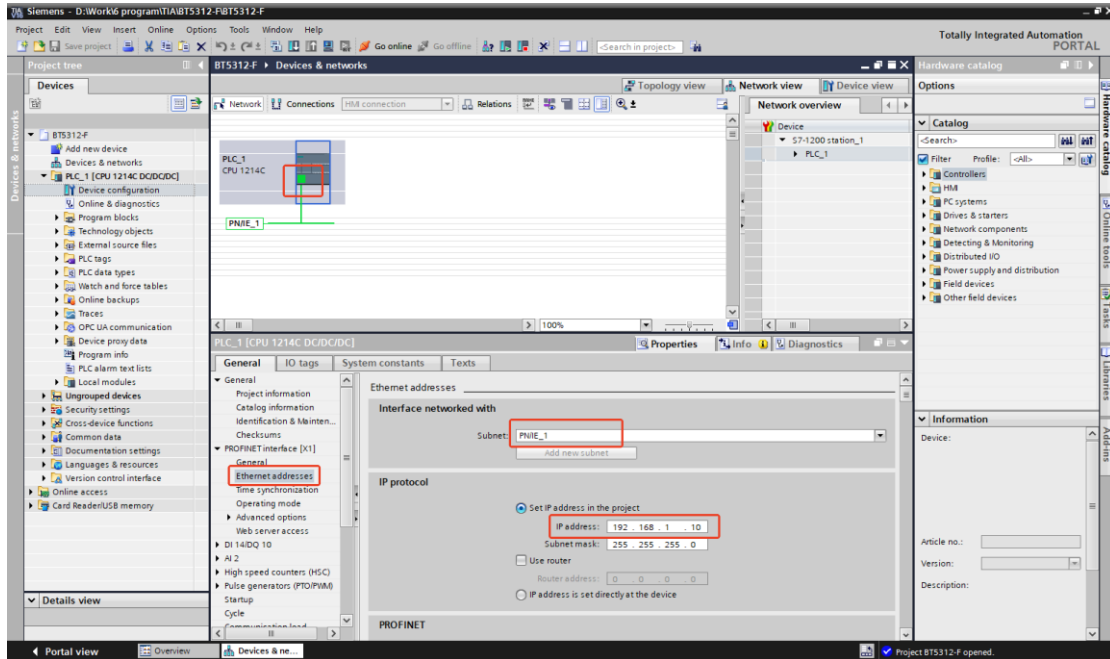 Siemens - D:\Work\6 program\TIA\BT5312-F\BT5312-F
Project Edit View Insert Online Options Tools Window Help
Totally Integrated Automation
PORTAL
Save project Go online Go offline <Search in project>
Project tree
BT5312-F ▸ Devices & networks
Hardware catalog
Devices
Topology view Network view Device view
Options
Network Connections HMI connection Relations
Network overview
Devices & networks
BT5312-F
Add new device
Devices & networks
PLC_1 [CPU 1214C DC/DC/DC]
Device configuration
Online & diagnostics
Program blocks
Technology objects
External source files
PLC tags
PLC data types
Watch and force tables
Online backups
Traces
OPC UA communication
Device proxy data
Program info
PLC alarm text lists
Local modules
Ungrouped devices
Security settings
Cross-device functions
Common data
Documentation settings
Languages & resources
Version control interface
Online access
Card Reader/USB memory
Details view
PLC_1
CPU 1214C
PN/IE_1
100%
Device
S7-1200 station_1
PLC_1
PLC_1 [CPU 1214C DC/DC/DC]
Properties Info Diagnostics
General IO tags System constants Texts
General
Project information
Catalog information
Identification & Mainten...
Checksums
PROFINET interface [X1]
General
Ethernet addresses
Time synchronization
Operating mode
Advanced options
Web server access
DI 14/DQ 10
AI 2
High speed counters (HSC)
Pulse generators (PTO/PWM)
Startup
Cycle
Communication load
Ethernet addresses
Interface networked with
Subnet: PN/IE_1
Add new subnet
IP protocol
Set IP address in the project
IP address: 192 . 168 . 1 . 10
Subnet mask: 255 . 255 . 255 . 0
Use router
Router address: 0 . 0 . 0 . 0
IP address is set directly at the device
PROFINET
Catalog
<Search>
Filter Profile: <All>
Controllers
HMI
PC systems
Drives & starters
Network components
Detecting & Monitoring
Distributed I/O
Power supply and distribution
Field devices
Other field devices
Information
Device:
Article no.:
Version:
Description:
Hardware catalog
Online tools
Tasks
Libraries
Add-ins
Portal view Overview Devices & ne...
Project BT5312-F opened.